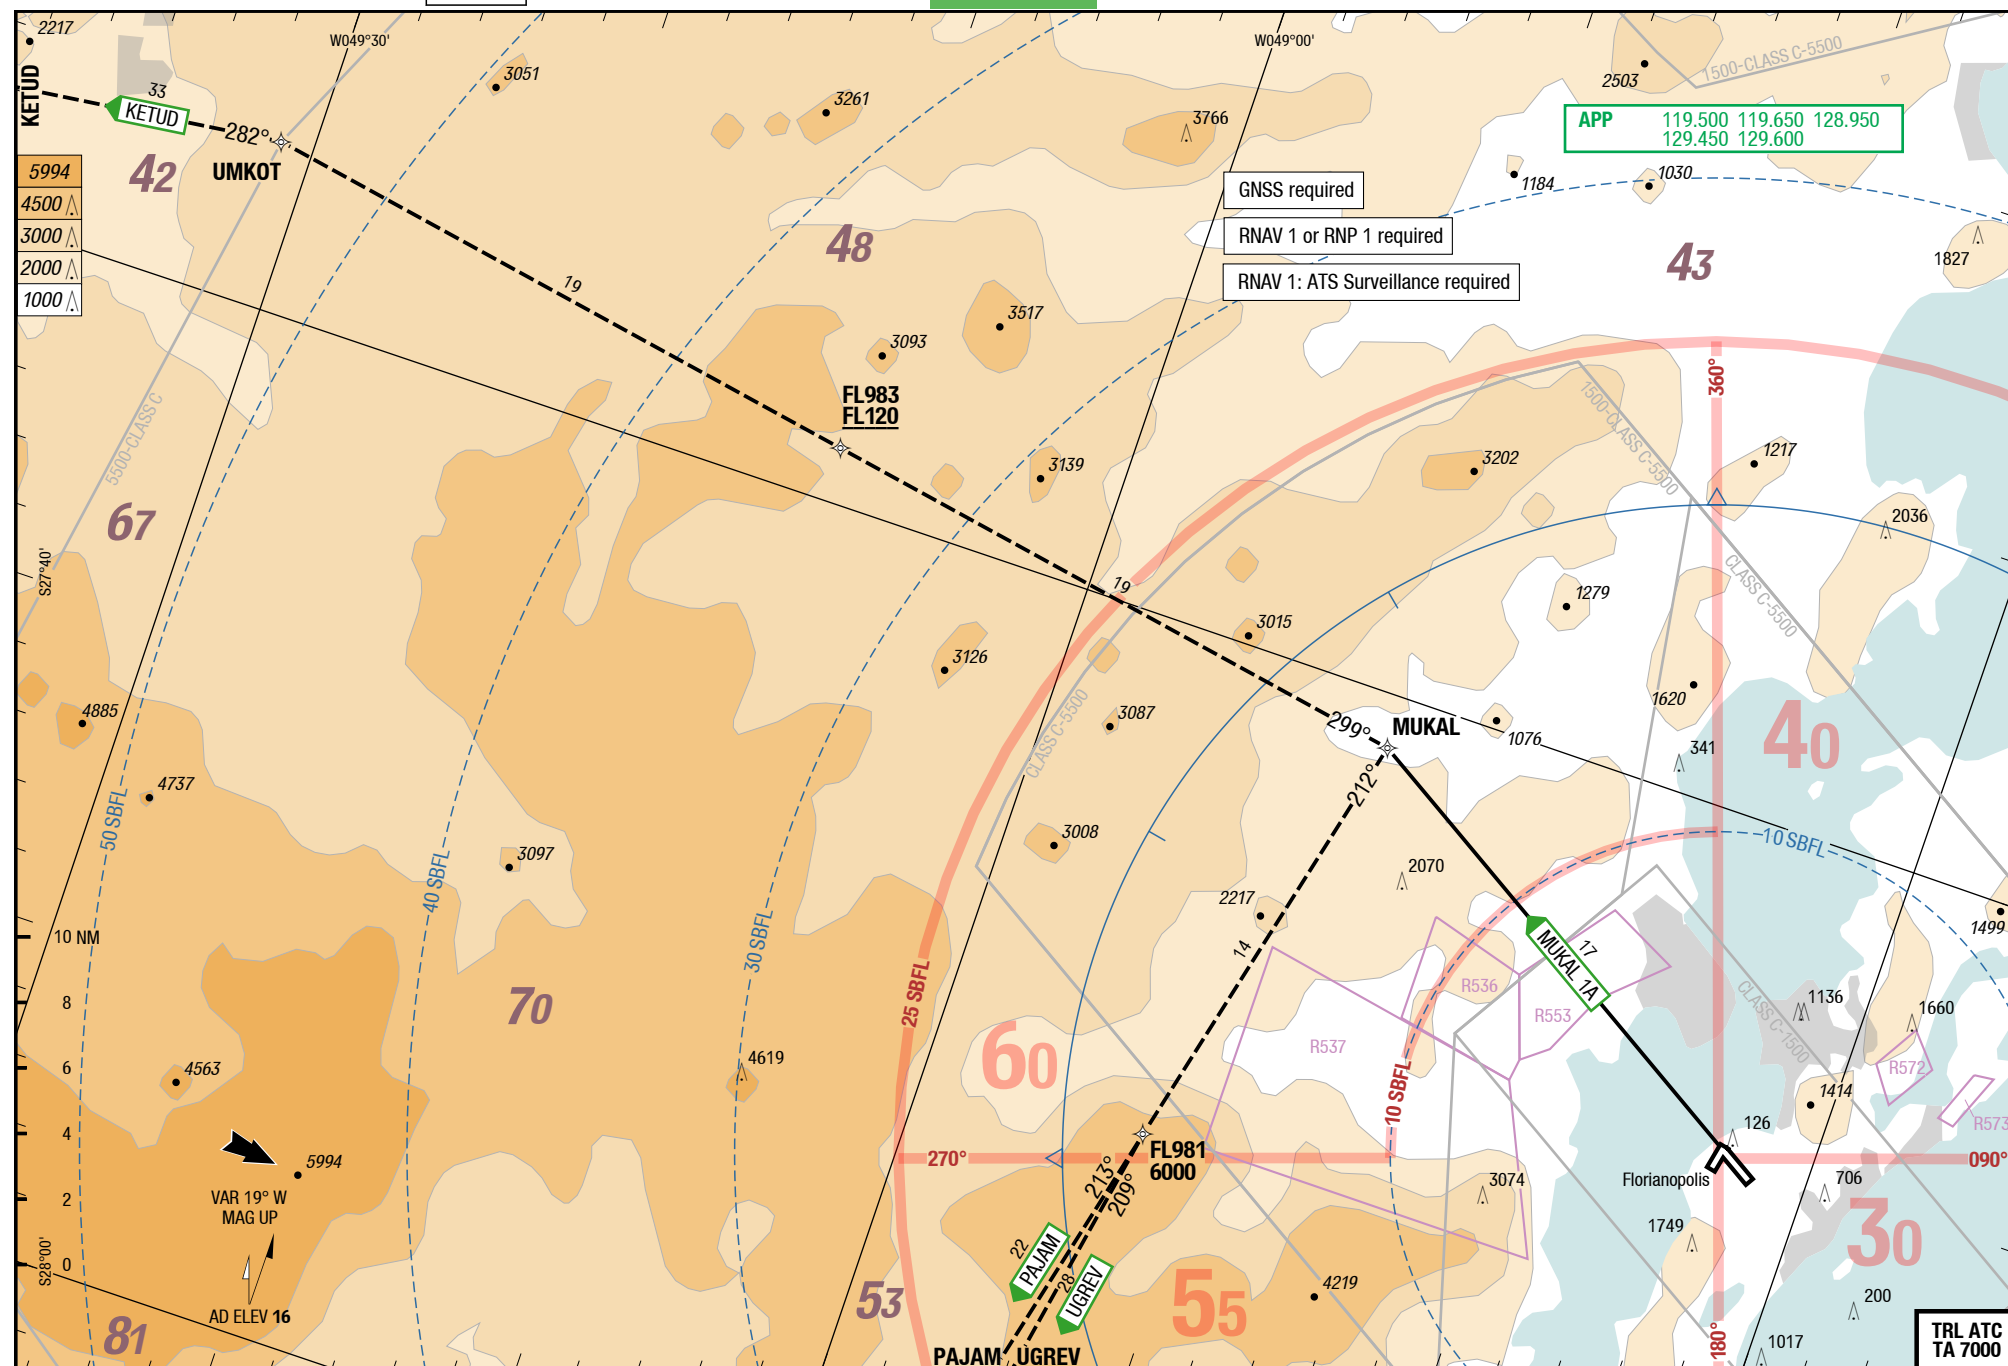 2217
W049°30'
W049°00'
KETUD
33
KETUD
282°
UMKOT
42
3051
3261
3766
2503
1500-CLASS C-5500
APP 119.500 119.650 128.950
129.450 129.600
1184
1030
1827
GNSS required
RNAV 1 or RNP 1 required
RNAV 1: ATS Surveillance required
5994
4500
3000
2000
1000
48
43
19
3517
3093
FL983
FL120
360°
5500-CLASS C
67
3139
3202
1500-CLASS C-5500
1217
2036
S27°40'
19
CLASS C-5500
1279
3015
3126
1620
4885
3087
CLASS C-5500
299°
MUKAL
1076
341
40
212°
4737
50 SBFL
3097
40 SBFL
3008
2070
10 SBFL
2217
1499
10 NM
8
6
4
2
0
30 SBFL
25 SBFL
14
17
MUKAL 1A
R536
R553
R537
CLASS C-1500
1136
1660
R572
R573
70
60
4563
4619
10 SBFL
1414
126
5994
VAR 19° W
MAG UP
AD ELEV 16
270°
FL981
6000
213°
209°
3074
Florianopolis
706
090°
1749
30
S28°00'
22
PAJAM
28
UGREV
53
55
4219
200
81
PAJAM UGREV
180°
1017
TRL ATC
TA 7000